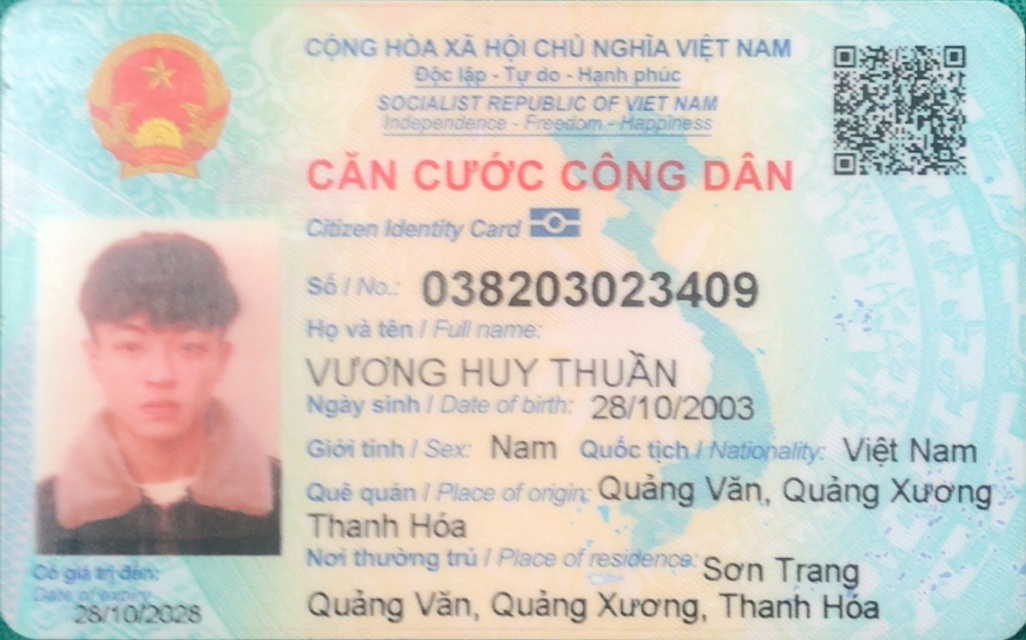 CỘNG HÒA XÃ HỘI CHỦ NGHĨA VIỆT NAM
Độc lập - Tự do - Hạnh phúc
SOCIALIST REPUBLIC OF VIET NAM
Independence - Freedom - Happiness
CĂN CƯỚC CÔNG DÂN
Citizen Identity Card
Số / No.: 038203023409
Họ và tên / Full name:
VƯƠNG HUY THUẦN
Ngày sinh / Date of birth: 28/10/2003
Giới tính / Sex: Nam Quốc tịch / Nationality: Việt Nam
Quê quán / Place of origin: Quảng Văn, Quảng Xương
Thanh Hóa
Nơi thường trú / Place of residence: Sơn Trang
Quảng Văn, Quảng Xương, Thanh Hóa
Có giá trị đến:
Date of expiry
28/10/2028